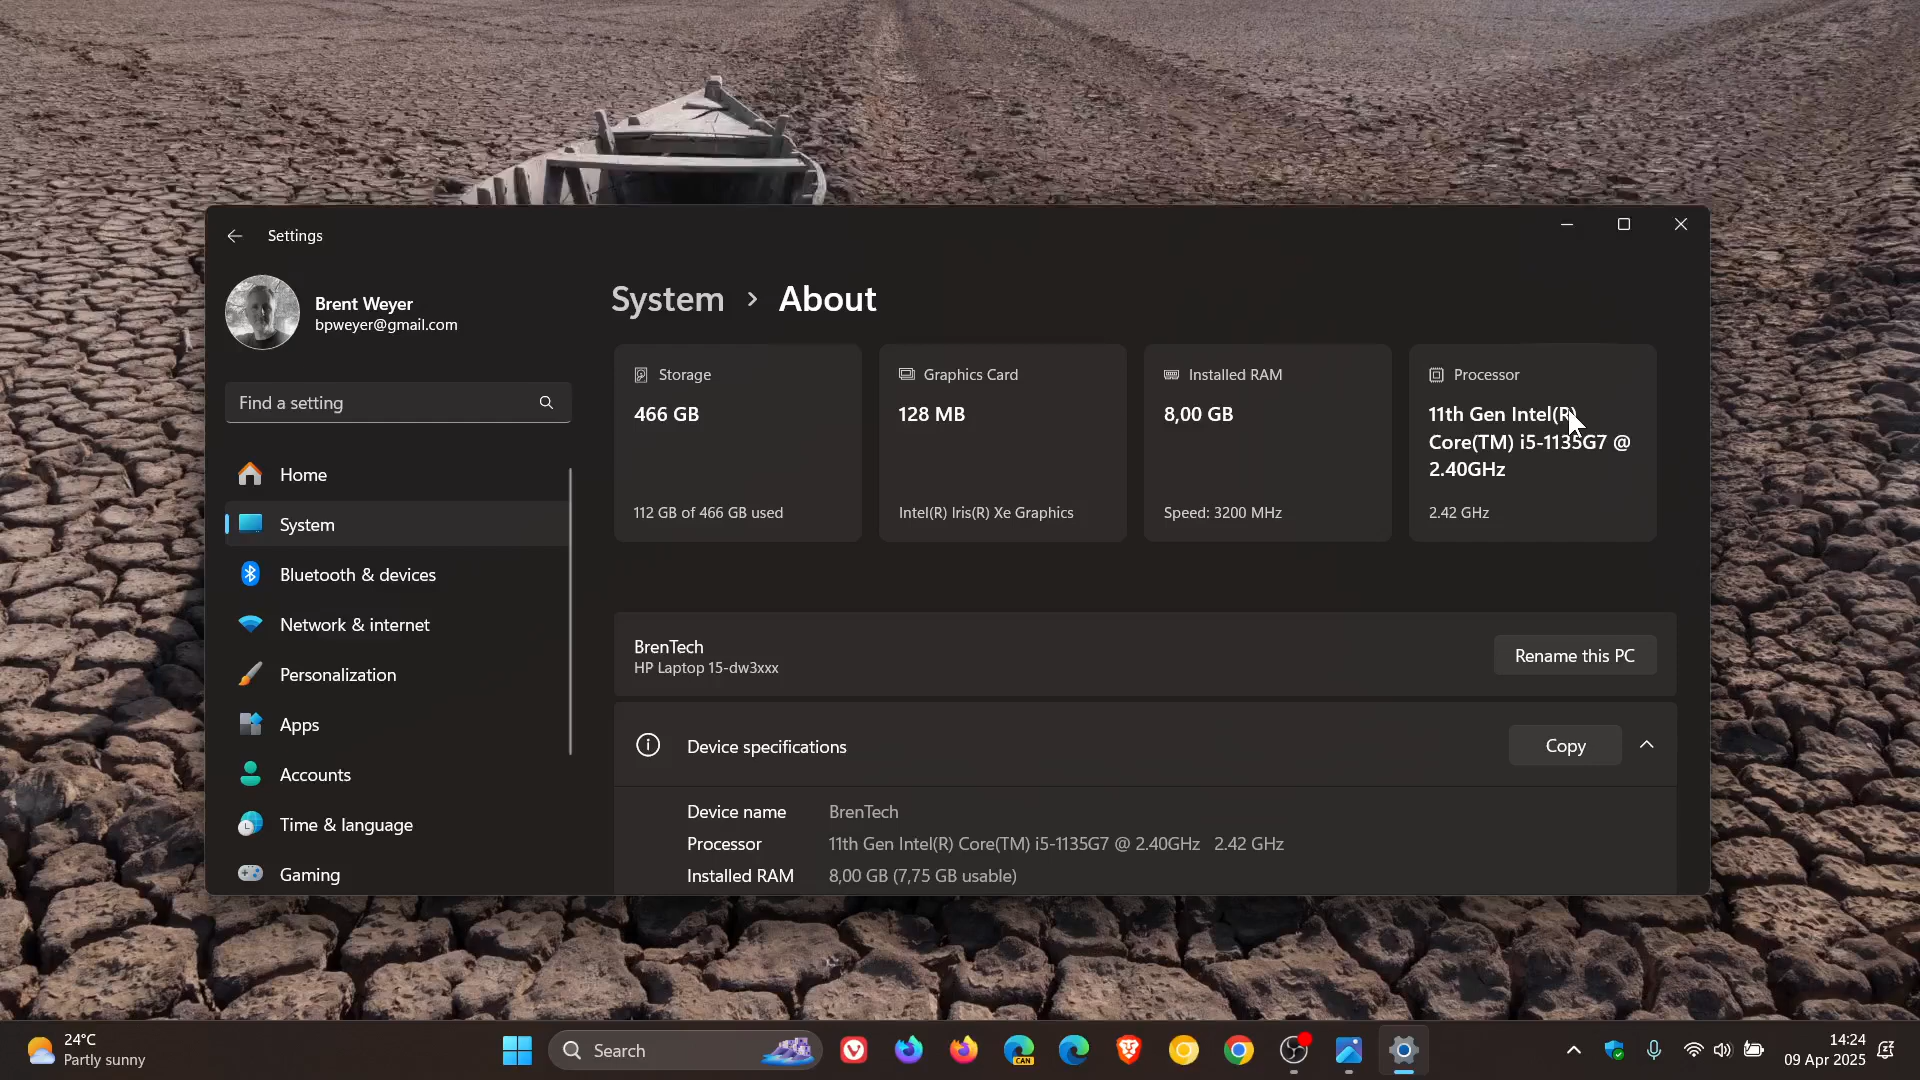 Settings
Brent Weyer
bpweyer@gmail.com
Find a setting
Home
System
Bluetooth & devices
Network & internet
Personalization
Apps
Accounts
Time & language
Gaming
System > About
Storage
466 GB
112 GB of 466 GB used
Graphics Card
128 MB
Intel(R) Iris(R) Xe Graphics
Installed RAM
8,00 GB
Speed: 3200 MHz
Processor
11th Gen Intel(R)
Core(TM) i5-1135G7 @
2.40GHz
2.42 GHz
BrenTech
HP Laptop 15-dw3xxx
Rename this PC
Device specifications
Copy
Device name BrenTech
Processor 11th Gen Intel(R) Core(TM) i5-1135G7 @ 2.40GHz 2.42 GHz
Installed RAM 8,00 GB (7,75 GB usable)
24°C
Partly sunny
Search
CAN
14:24
09 Apr 2025